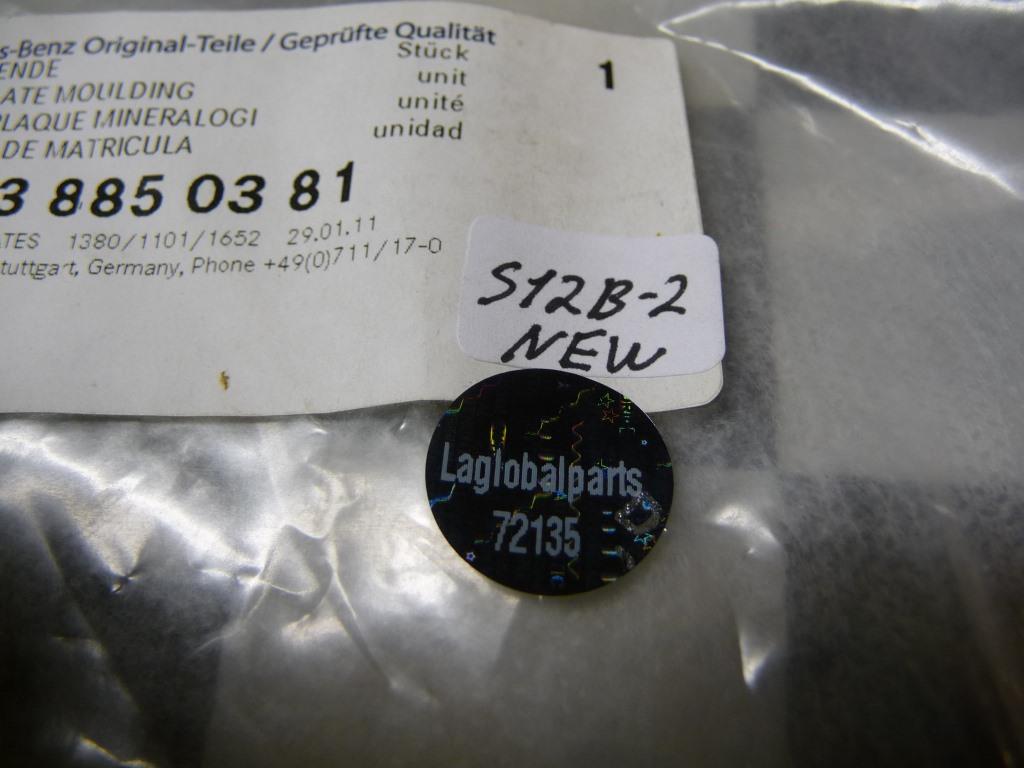 s-Benz Original-Teile / Geprüfte Qualität
ENDE
ATE MOULDING
PLAQUE MINERALOGI
DE MATRICULA
Stück 1
unit
unité
unidad
3 885 03 81
ATES 1380/1101/1652 29.01.11
tuttgart, Germany, Phone +49(0)711/17-0
S12B-2
NEW
Laglobalparts
72135